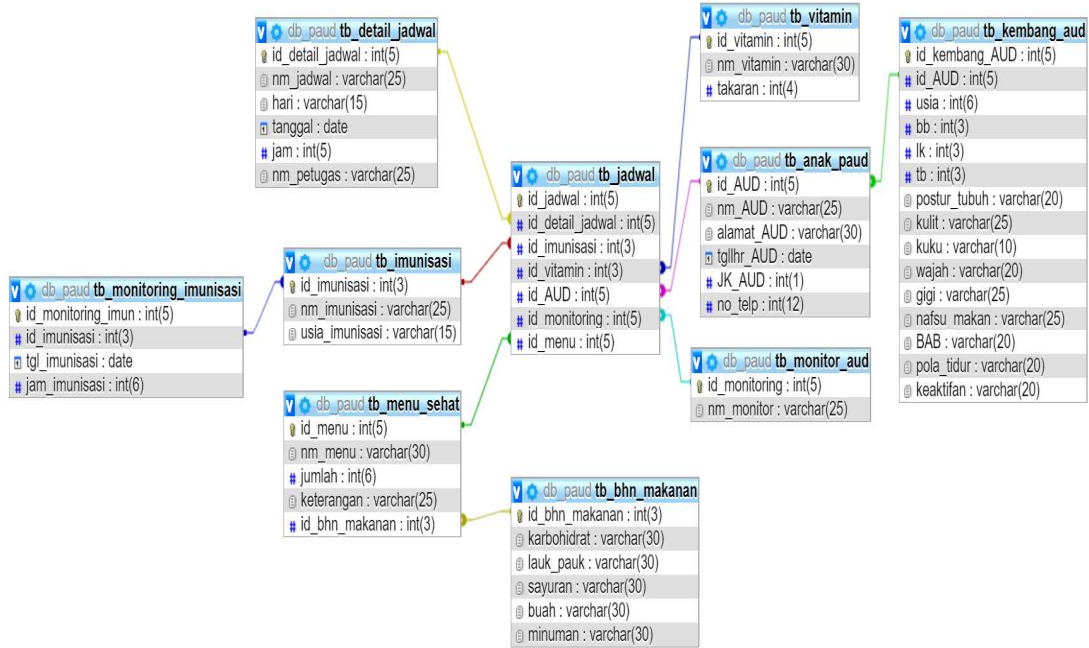 db_paud tb_detail_jadwal
id_detail_jadwal : int(5)
nm_jadwal : varchar(25)
hari : varchar(15)
tanggal : date
jam : int(5)
nm_petugas : varchar(25)
db_paud tb_monitoring_imunisasi
id_monitoring_imun : int(5)
id_imunisasi : int(3)
tgl_imunisasi : date
jam_imunisasi : int(6)
db_paud tb_imunisasi
id_imunisasi : int(3)
nm_imunisasi : varchar(25)
usia_imunisasi : varchar(15)
db_paud tb_menu_sehat
id_menu : int(5)
nm_menu : varchar(30)
jumlah : int(6)
keterangan : varchar(25)
id_bhn_makanan : int(3)
db_paud tb_jadwal
id_jadwal : int(5)
id_detail_jadwal : int(5)
id_imunisasi : int(3)
id_vitamin : int(3)
id_AUD : int(5)
id_monitoring : int(5)
id_menu : int(5)
db_paud tb_bhn_makanan
id_bhn_makanan : int(3)
karbohidrat : varchar(30)
lauk_pauk : varchar(30)
sayuran : varchar(30)
buah : varchar(30)
minuman : varchar(30)
db_paud tb_vitamin
id_vitamin : int(5)
nm_vitamin : varchar(30)
takaran : int(4)
db_paud tb_anak_paud
id_AUD : int(5)
nm_AUD : varchar(25)
alamat_AUD : varchar(30)
tgllhr_AUD : date
JK_AUD : int(1)
no_telp : int(12)
db_paud tb_monitor_aud
id_monitoring : int(5)
nm_monitor : varchar(25)
db_paud tb_kembang_aud
id_kembang_AUD : int(5)
id_AUD : int(5)
usia : int(6)
bb : int(3)
lk : int(3)
tb : int(3)
postur_tubuh : varchar(20)
kulit : varchar(25)
kuku : varchar(10)
wajah : varchar(20)
gigi : varchar(25)
nafsu_makan : varchar(25)
BAB : varchar(20)
pola_tidur : varchar(20)
keaktifan : varchar(20)